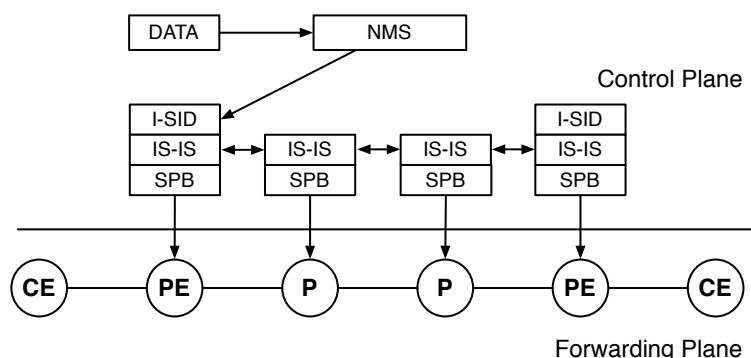 DATA NMS
Control Plane
I-SID I-SID
IS-IS IS-IS IS-IS IS-IS
SPB SPB SPB SPB
CE PE P P PE CE
Forwarding Plane